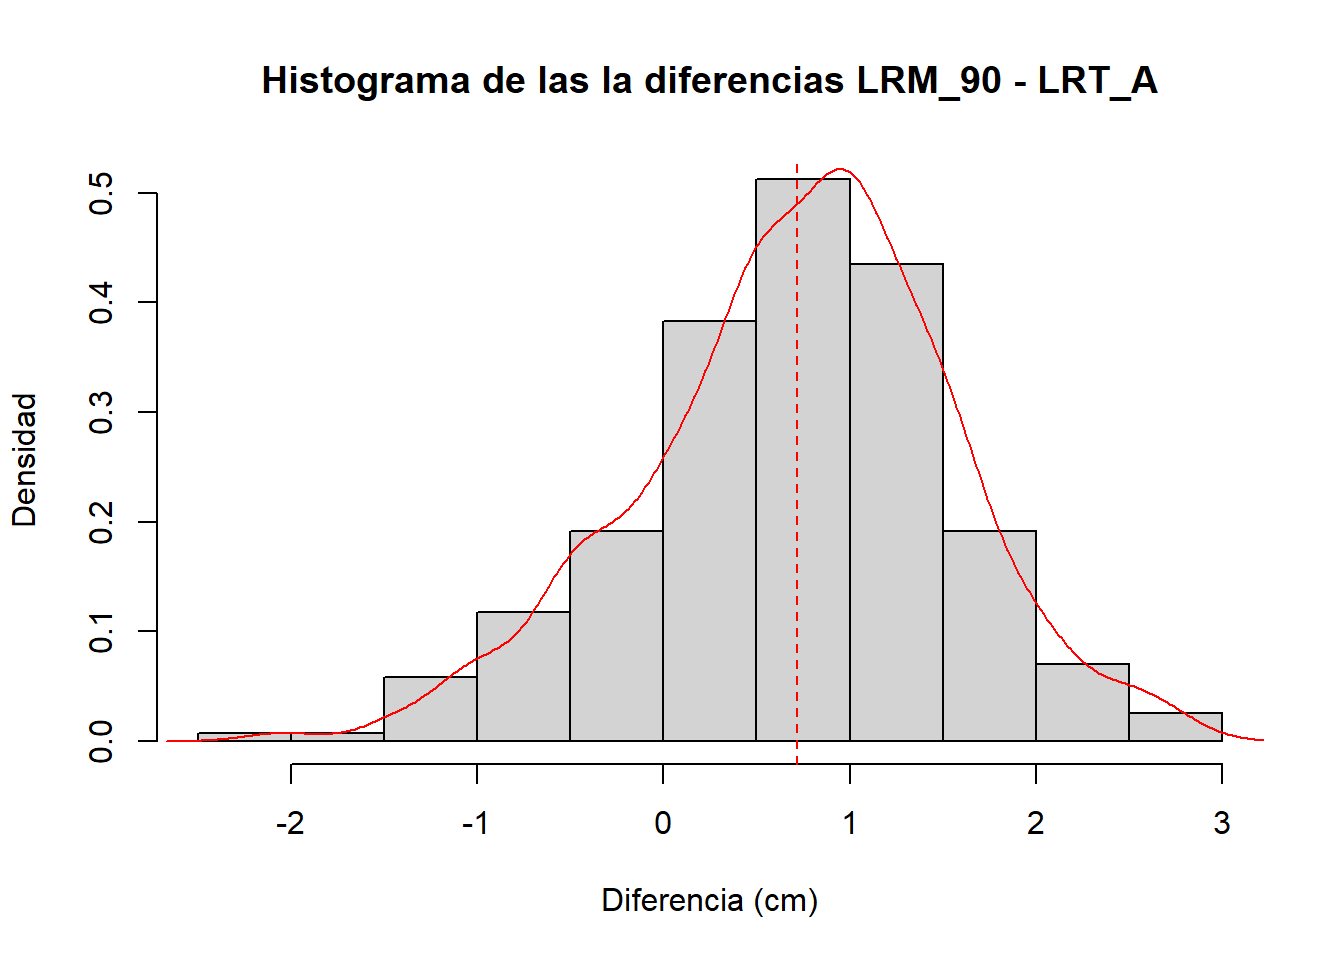 Histograma de las la diferencias LRM_90 - LRT_A
Densidad
0.5
0.4
0.3
0.2
0.1
0.0
-2 -1 0 1 2 3
Diferencia (cm)